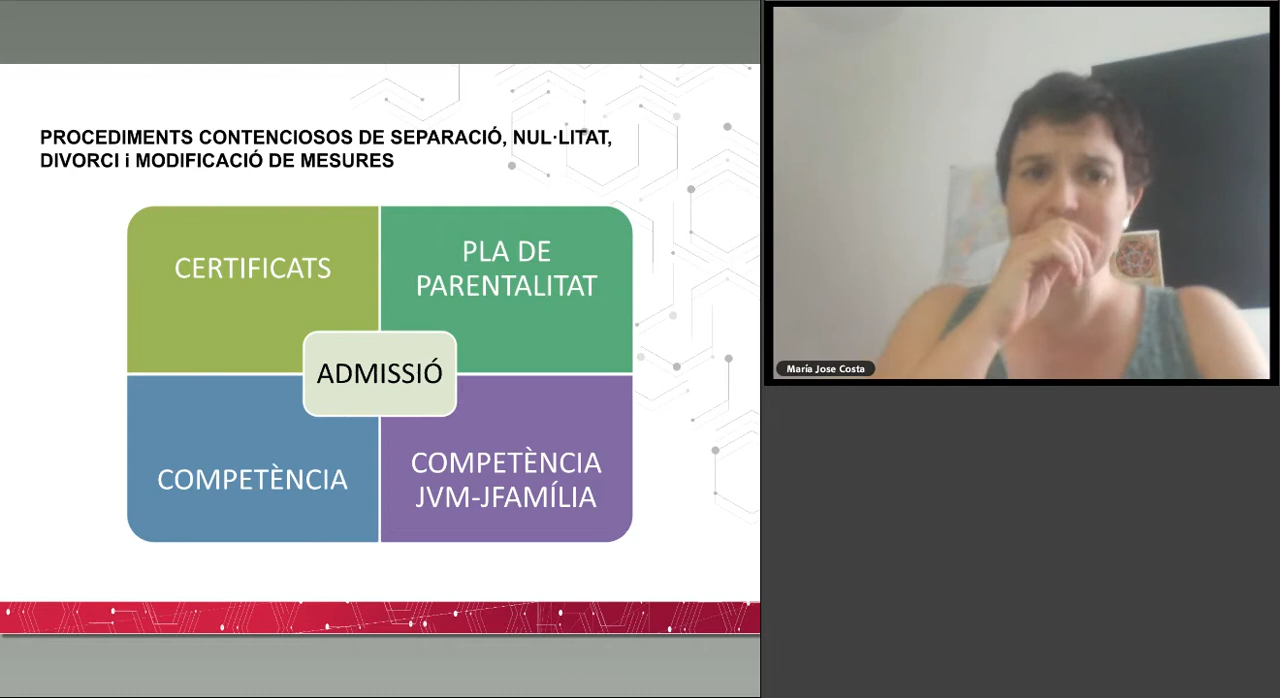 PROCEDIMENTS CONTENCIOSOS DE SEPARACIÓ, NUL·LITAT,
DIVORCI i MODIFICACIÓ DE MESURES
CERTIFICATS
PLA DE
PARENTALITAT
ADMISSIÓ
COMPETÈNCIA
COMPETÈNCIA
JVM-JFAMÍLIA
María Jose Costa